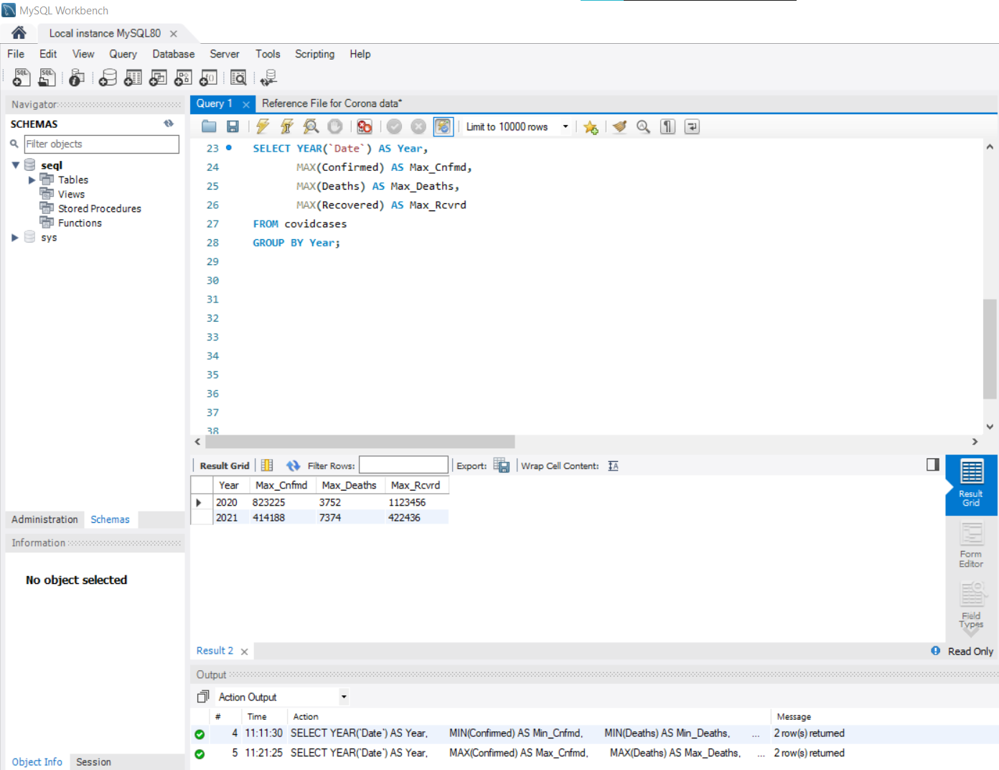 MySQL Workbench
Local instance MySQL80
File Edit View Query Database Server Tools Scripting Help
Navigator
SCHEMAS
Filter objects
seql
Tables
Views
Stored Procedures
Functions
sys
Administration Schemas
Information
No object selected
Object Info Session
Query 1 Reference File for Corona data*
Limit to 10000 rows
23 SELECT YEAR(`Date`) AS Year,
24 MAX(Confirmed) AS Max_Cnfmd,
25 MAX(Deaths) AS Max_Deaths,
26 MAX(Recovered) AS Max_Rcvrd
27 FROM covidcases
28 GROUP BY Year;
29
30
31
32
33
34
35
36
37
38
Result Grid Filter Rows: Export: Wrap Cell Content:
Year Max_Cnfmd Max_Deaths Max_Rcvrd
2020 823225 3752 1123456
2021 414188 7374 422436
Result
Grid
Form
Editor
Field
Types
Result 2 Read Only
Output
Action Output
# Time Action Message
4 11:11:30 SELECT YEAR(`Date`) AS Year, MIN(Confirmed) AS Min_Cnfmd, MIN(Deaths) AS Min_Deaths, ... 2 row(s) returned
5 11:21:25 SELECT YEAR(`Date`) AS Year, MAX(Confirmed) AS Max_Cnfmd, MAX(Deaths) AS Max_Deaths, ... 2 row(s) returned